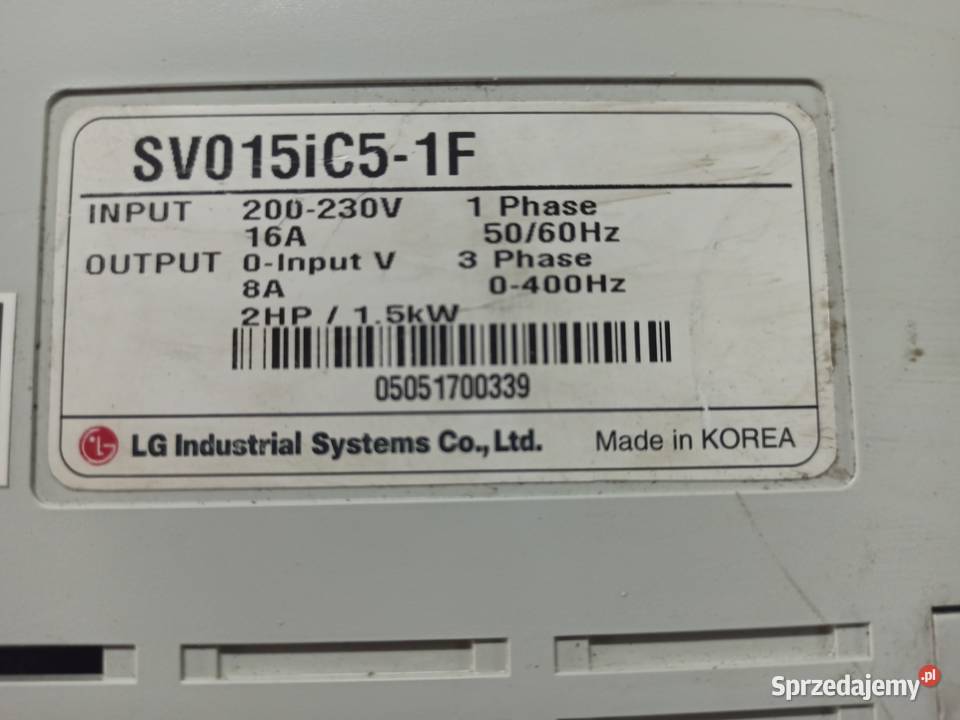 SV015iC5-1F
INPUT 200-230V 1 Phase
16A 50/60Hz
OUTPUT 0-Input V 3 Phase
8A 0-400Hz
2HP / 1.5kW
05051700339
LG Industrial Systems Co., Ltd. Made in KOREA
Sprzedajemy.pl